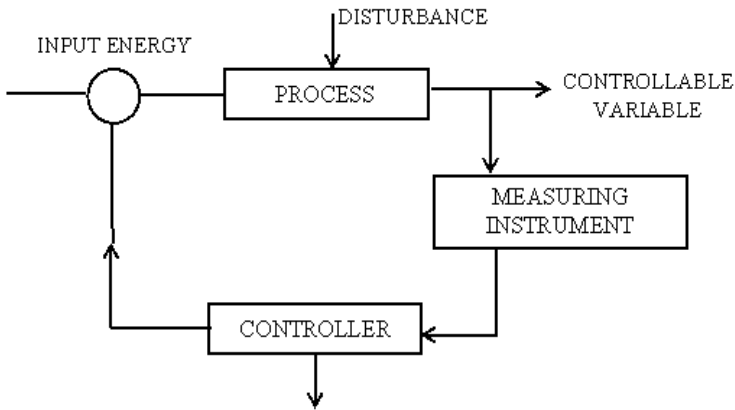 DISTURBANCE
INPUT ENERGY
PROCESS
CONTROLLABLE
VARIABLE
MEASURING
INSTRUMENT
CONTROLLER